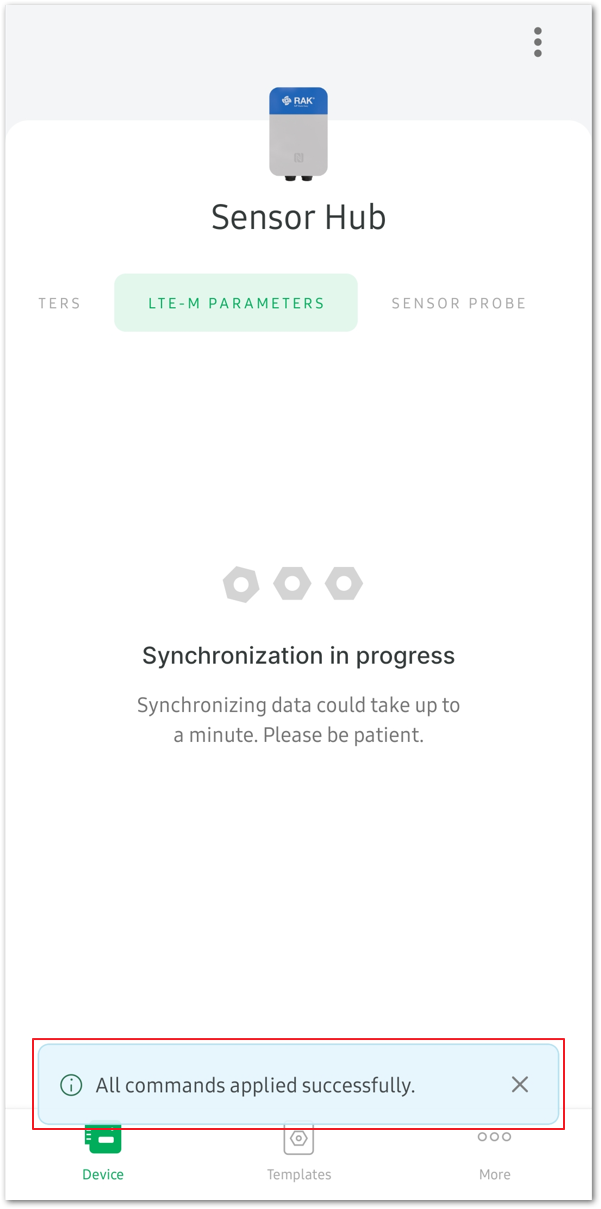 RAK
Sensor Hub
TERS
LTE-M PARAMETERS
SENSOR PROBE
Synchronization in progress
Synchronizing data could take up to
a minute. Please be patient.
All commands applied successfully.
Device
Templates
More